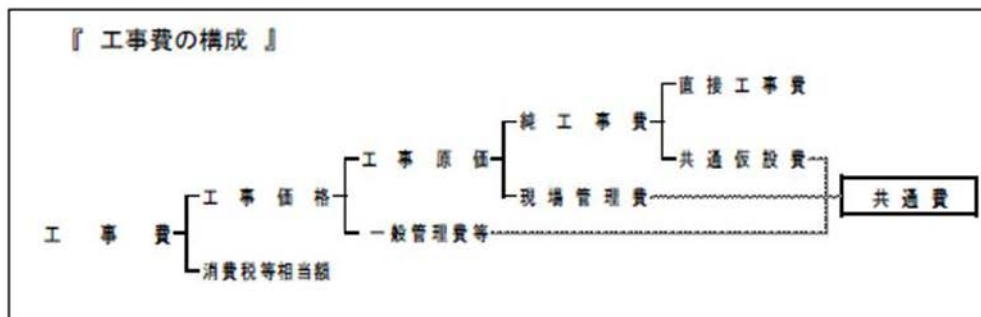 『 工事費の構成 』
直接工事費
純工事費
工事原価
共通仮設費
工事価格
現場管理費
共通費
工事費
一般管理費等
消費税等相当額